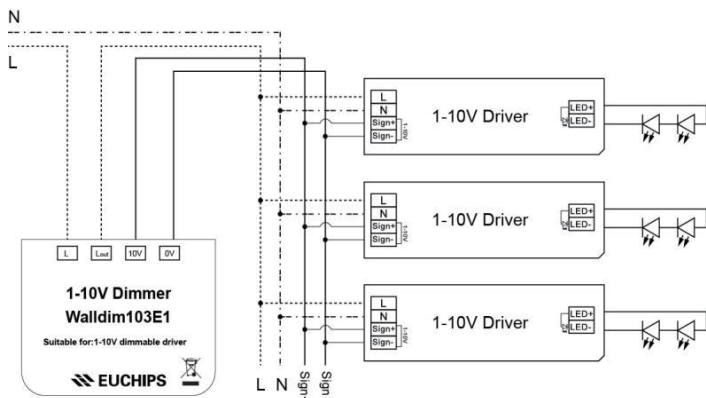 N
L
L Lout 10V 0V
1-10V Dimmer
Walldim103E1
Suitable for:1-10V dimmable driver
EUCHIPS
L
N
Sign+
Sign-
1-10V
1-10V Driver
LED+
LED-
L
N
Sign+
Sign-
1-10V
1-10V Driver
LED+
LED-
L
N
Sign+
Sign-
1-10V
1-10V Driver
LED+
LED-
L N Sign- Sign-